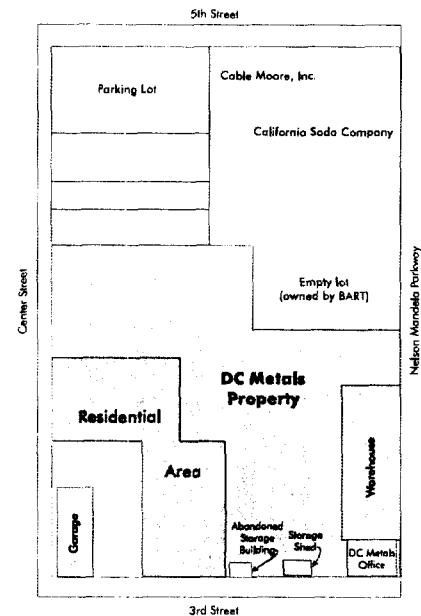 5th Street
Parking Lot
Cable Moore, Inc.
California Soda Company
Center Street
Empty lot
(owned by BART)
Nelson Mandela Parkway
DC Metals
Property
Residential
Area
Warehouse
Garage
Abandoned
Storage
Building
Storage
Shed
DC Metals
Office
3rd Street